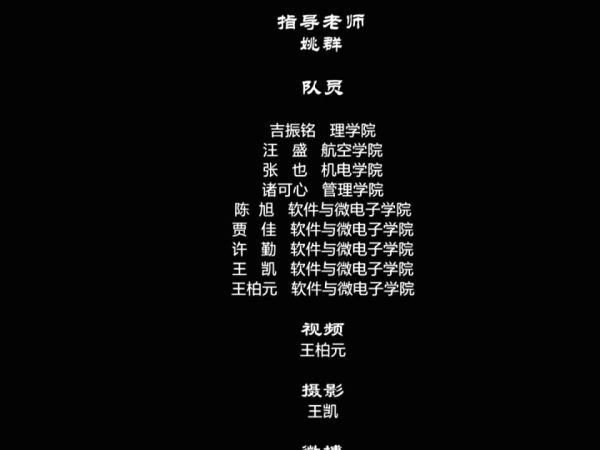 指导老师
姚群
队员
吉振铭 理学院
汪 盛 航空学院
张 也 机电学院
诸可心 管理学院
陈 旭 软件与微电子学院
贾 佳 软件与微电子学院
许 勤 软件与微电子学院
王 凯 软件与微电子学院
王柏元 软件与微电子学院
视频
王柏元
摄影
王凯
微博